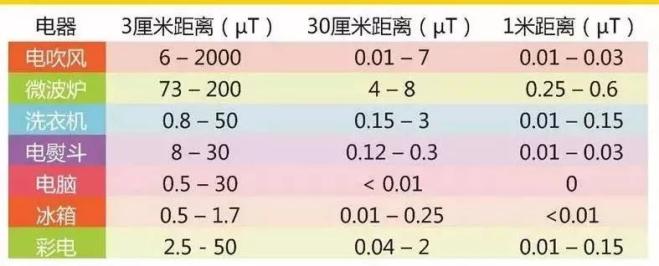 电器 3厘米距离（μT） 30厘米距离（μT） 1米距离（μT）
电吹风 6 – 2000 0.01 – 7 0.01 – 0.03
微波炉 73 – 200 4 – 8 0.25 – 0.6
洗衣机 0.8 – 50 0.15 – 3 0.01 – 0.15
电熨斗 8 – 30 0.12 – 0.3 0.01 – 0.03
电脑 0.5 – 30 < 0.01 0
冰箱 0.5 – 1.7 0.01 – 0.25 <0.01
彩电 2.5 - 50 0.04 – 2 0.01 – 0.15